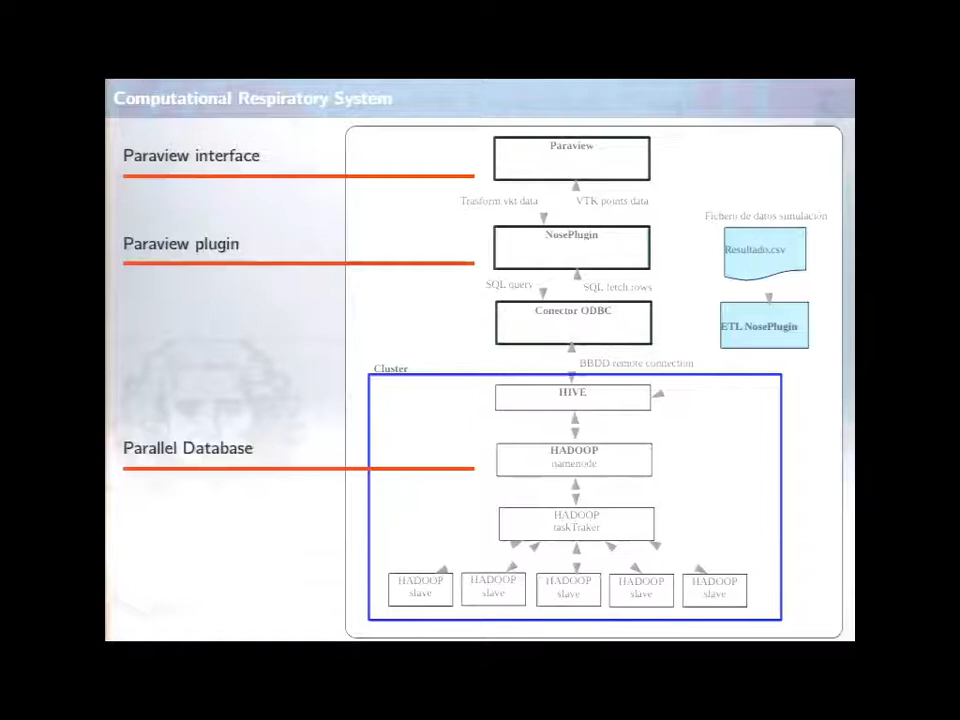 Computational Respiratory System
Paraview interface
Paraview
Trasform vkt data
VTK points data
Paraview plugin
NosePlugin
Fichero de datos simulación
Resultado.csv
SQL query
SQL fetch rows
Conector ODBC
ETL NosePlugin
BBDD remote connection
Cluster
HIVE
Parallel Database
HADOOP
namenode
HADOOP
taskTraker
HADOOP
slave
HADOOP
slave
HADOOP
slave
HADOOP
slave
HADOOP
slave